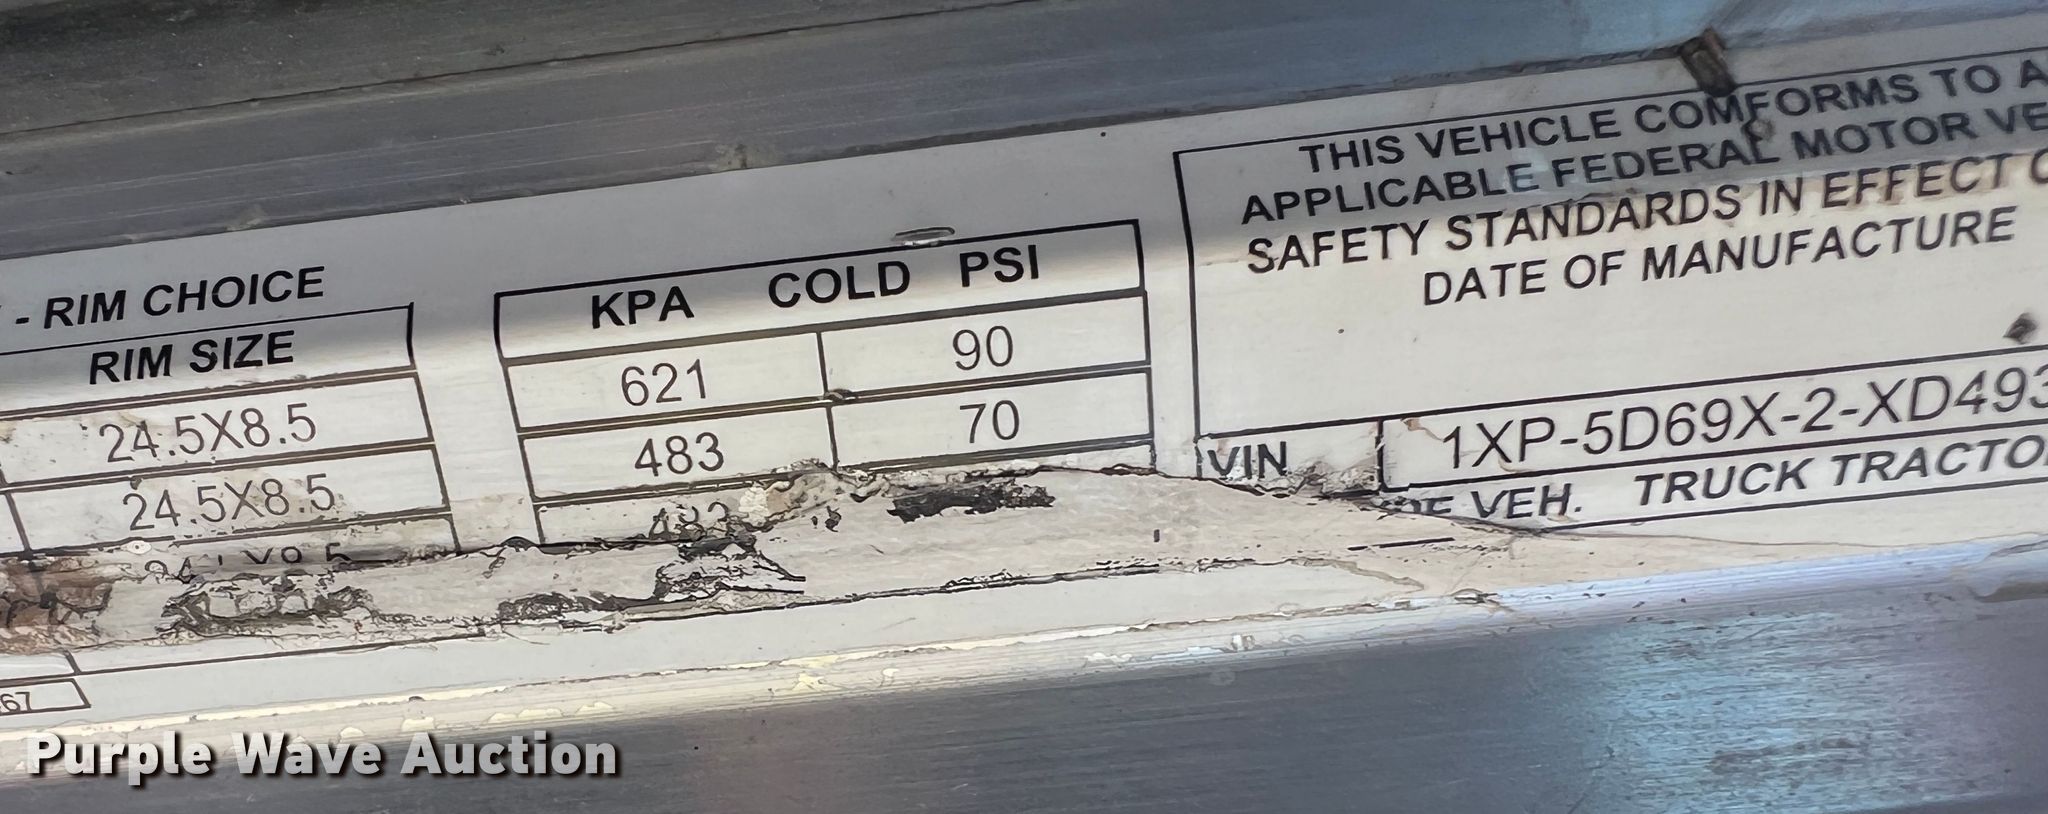 - RIM CHOICE
RIM SIZE
24.5X8.5
24.5X8.5
67
KPA COLD PSI
621 90
483 70
THIS VEHICLE COMFORMS TO A
APPLICABLE FEDERAL MOTOR VE
SAFETY STANDARDS IN EFFECT O
DATE OF MANUFACTURE
VIN 1XP-5D69X-2-XD493
VEH. TRUCK TRACTO
Purple Wave Auction